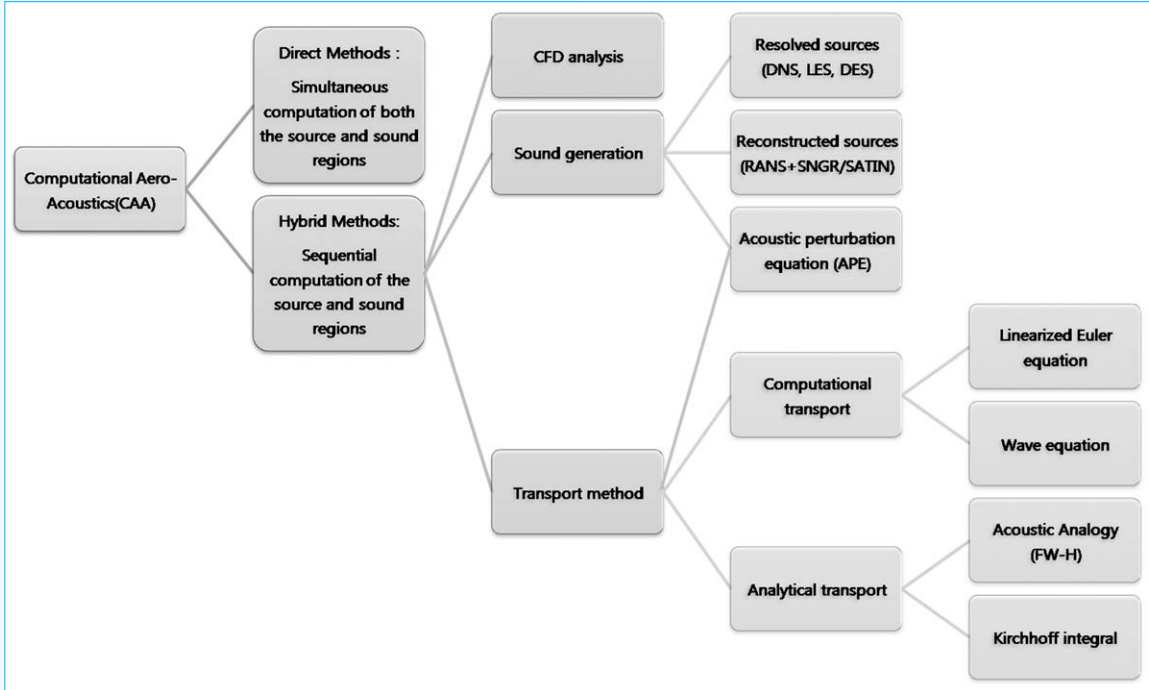 Computational Aero-
Acoustics(CAA)
Direct Methods :
Simultaneous
computation of both
the source and sound
regions
Hybrid Methods:
Sequential
computation of the
source and sound
regions
CFD analysis
Sound generation
Transport method
Resolved sources
(DNS, LES, DES)
Reconstructed sources
(RANS+SNGR/SATIN)
Acoustic perturbation
equation (APE)
Computational
transport
Analytical transport
Linearized Euler
equation
Wave equation
Acoustic Analogy
(FW-H)
Kirchhoff integral